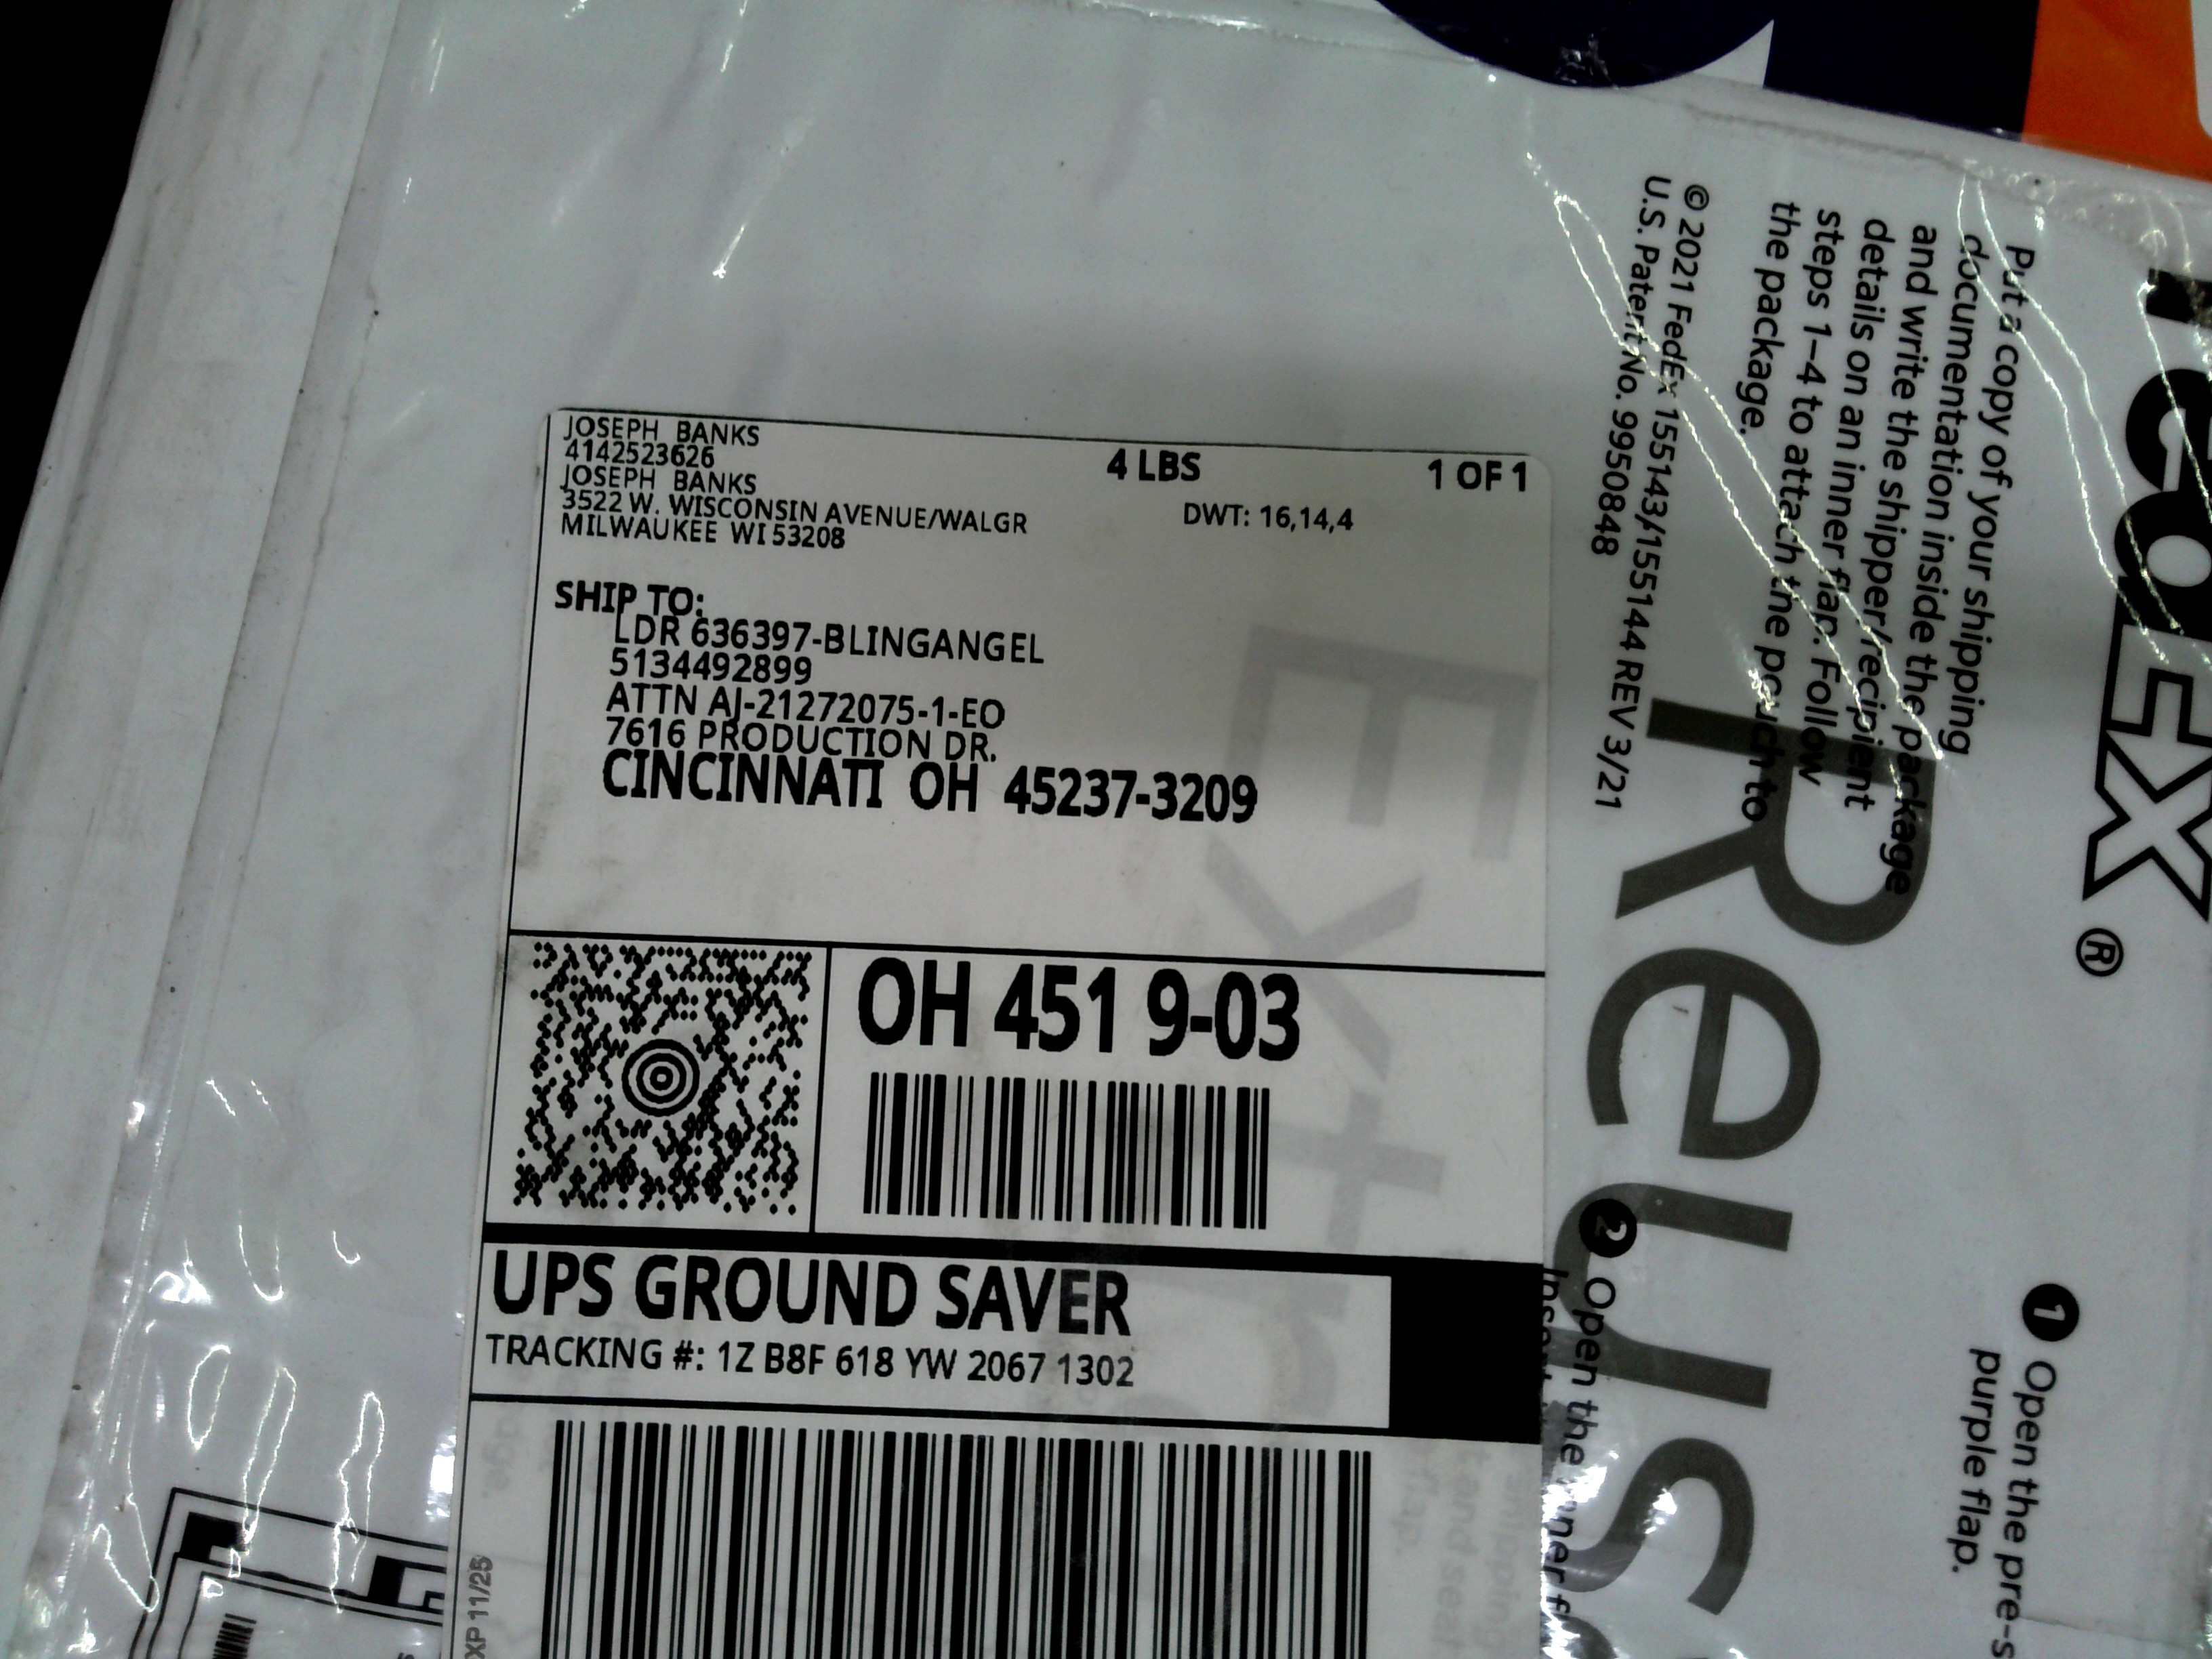 JOSEPH BANKS
4142523626
JOSEPH BANKS
3522 W. WISCONSIN AVENUE/WALGR
MILWAUKEE WI 53208
4 LBS
1 OF 1
DWT: 16,14,4
SHIP TO:
LDR 636397-BLINGANGEL
5134492899
ATTN AJ-21272075-1-EO
7616 PRODUCTION DR.
CINCINNATI OH 45237-3209
OH 451 9-03
UPS GROUND SAVER
TRACKING #: 1Z B8F 618 YW 2067 1302
XP 11/25
Ext
Reus
FedEx®
Put a copy of your shipping
documentation inside the package
and write the shipper/recipient
details on an inner flap. Follow
steps 1–4 to attach the pouch to
the package.
© 2021 FedEx 155143/155144 REV 3/21
U.S. Patent No. 9950848
1 Open the pre-s
purple flap.
2 Open the inner f